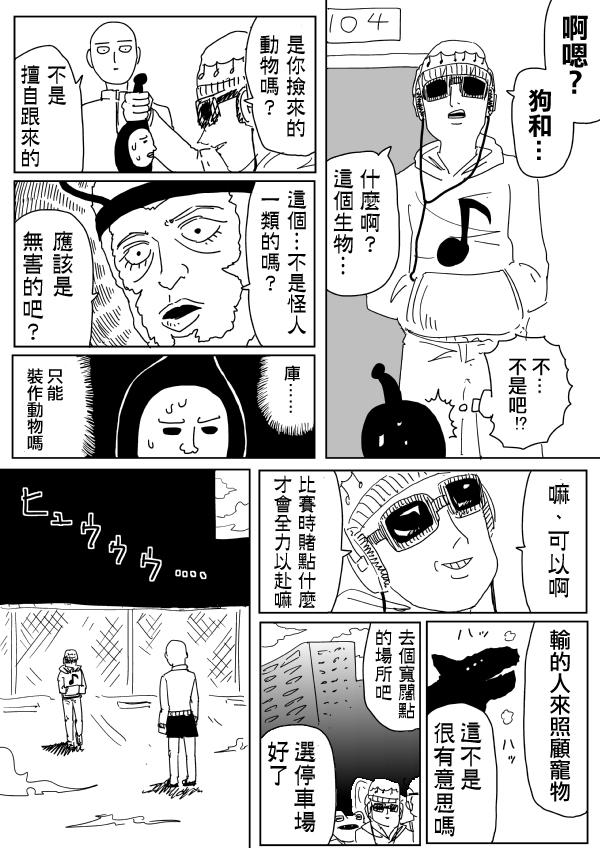 104
啊嗯?
狗和…
什麼啊?
這個生物…
不…
不是吧!?
是你撿來的
動物嗎?
不是
擅自跟來的
這個…不是怪人
一類的嗎?
應該是
無害的吧?
庫……
只能
裝作動物嗎
嘛、可以啊
比賽時賭點什麼
才會全力以赴嘛
輸的人來照顧寵物
這不是
很有意思嗎
ハッ
ハッ
去個寬闊點
的場所吧
選停車場
好了
ヒュウウウ....